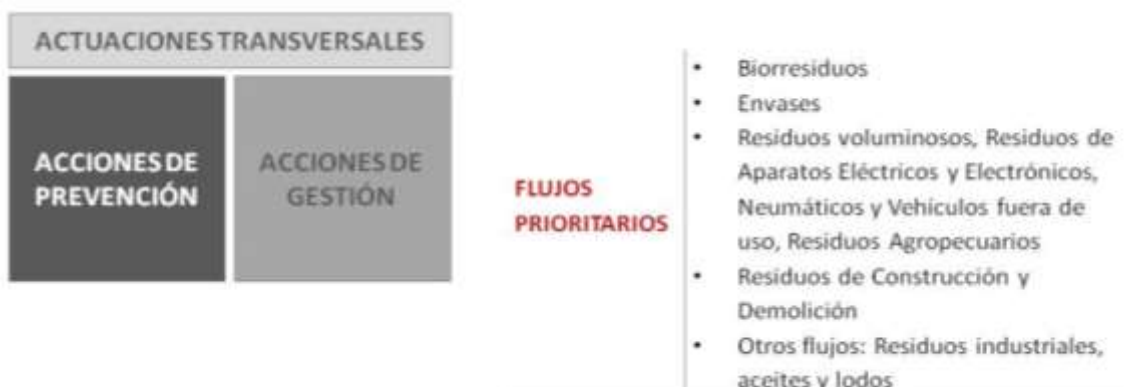 ACTUACIONES TRANSVERSALES
ACCIONES DE
PREVENCIÓN
ACCIONES DE
GESTIÓN
FLUJOS
PRIORITARIOS
• Biorresiduos
• Envases
• Residuos voluminosos, Residuos de
Aparatos Eléctricos y Electrónicos,
Neumáticos y Vehículos fuera de
uso, Residuos Agropecuarios
• Residuos de Construcción y
Demolición
• Otros flujos: Residuos industriales,
aceites y lodos